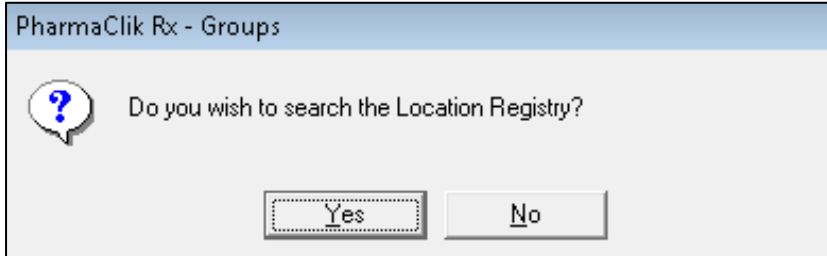 PharmaClik Rx - Groups
Do you wish to search the Location Registry?
Yes No